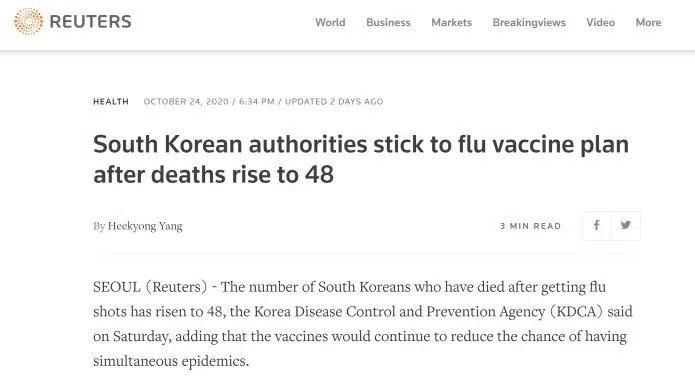 REUTERS
World Business Markets Breakingviews Video More
HEALTH OCTOBER 24, 2020 / 6:34 PM / UPDATED 2 DAYS AGO
South Korean authorities stick to flu vaccine plan
after deaths rise to 48
By Heekyong Yang
3 MIN READ
SEOUL (Reuters) - The number of South Koreans who have died after getting flu
shots has risen to 48, the Korea Disease Control and Prevention Agency (KDCA) said
on Saturday, adding that the vaccines would continue to reduce the chance of having
simultaneous epidemics.